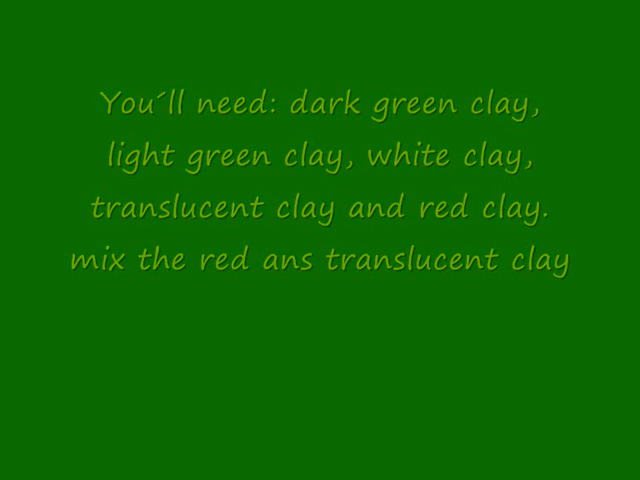 You´ll need: dark green clay,
light green clay, white clay,
translucent clay and red clay.
mix the red ans translucent clay